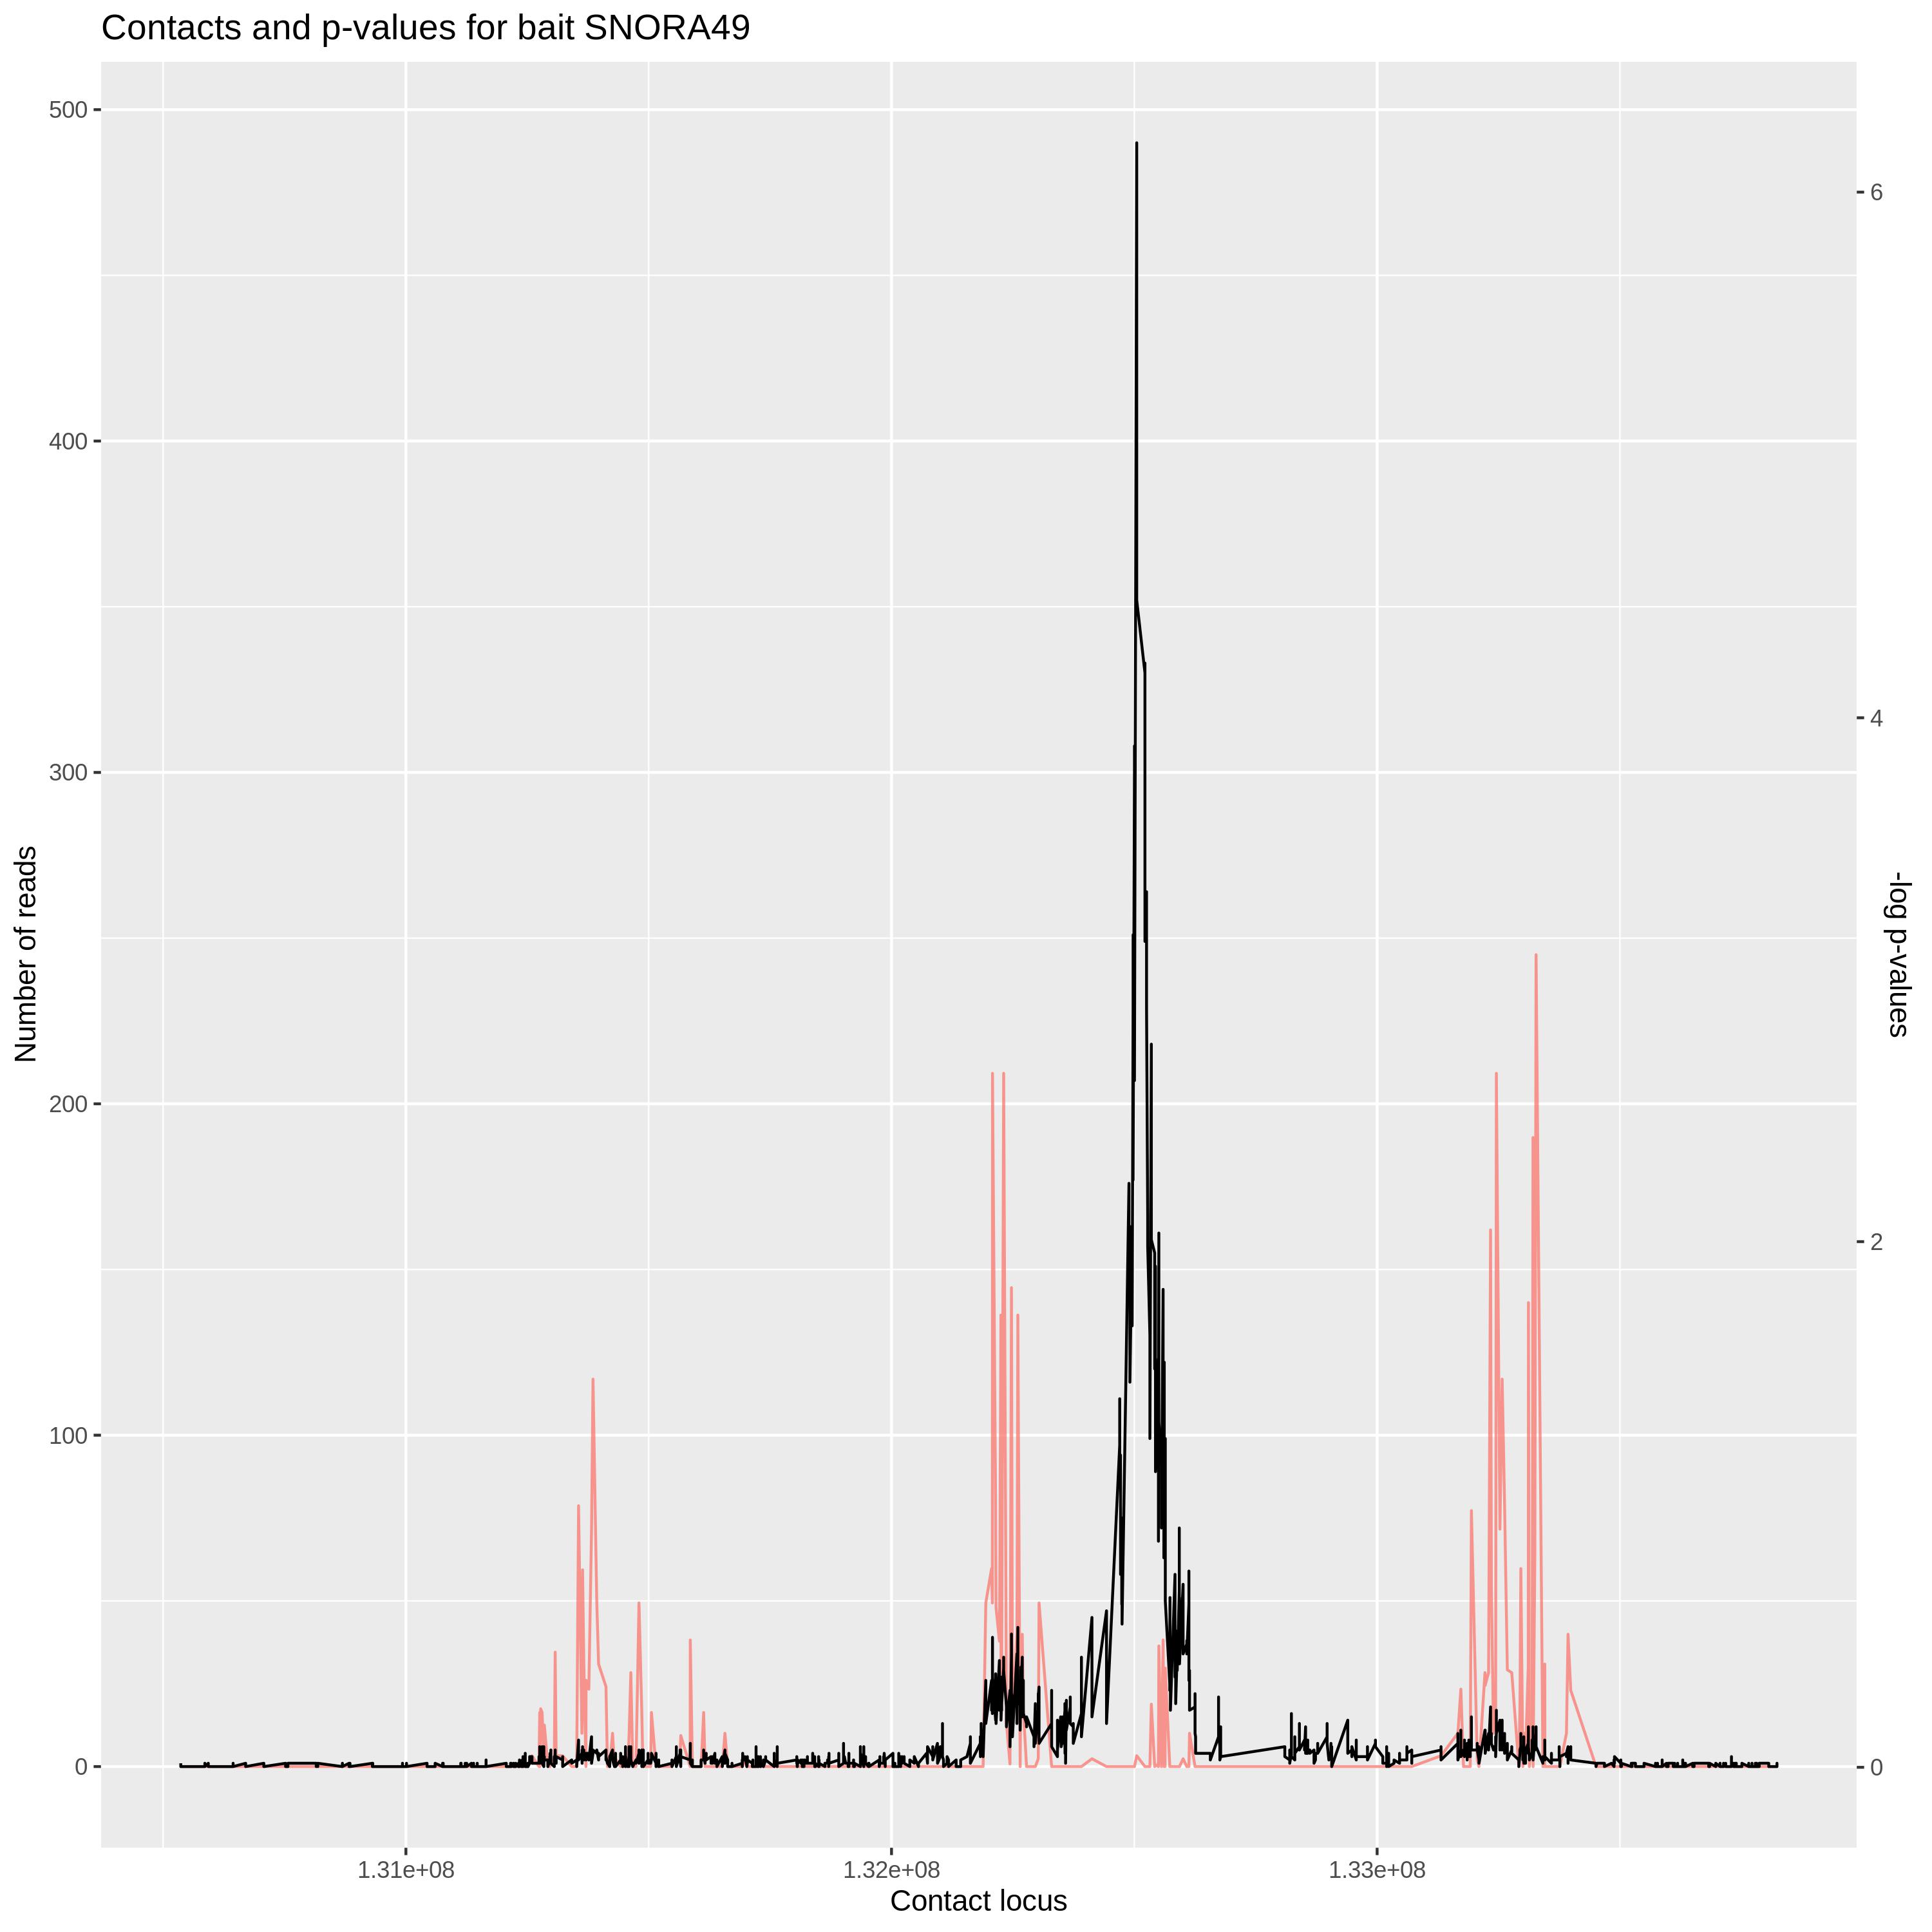 Contacts and p-values for bait SNORA49
500
400
300
200
100
0
6
4
2
0
Number of reads
-log p-values
1.31e+08
1.32e+08
1.33e+08
Contact locus